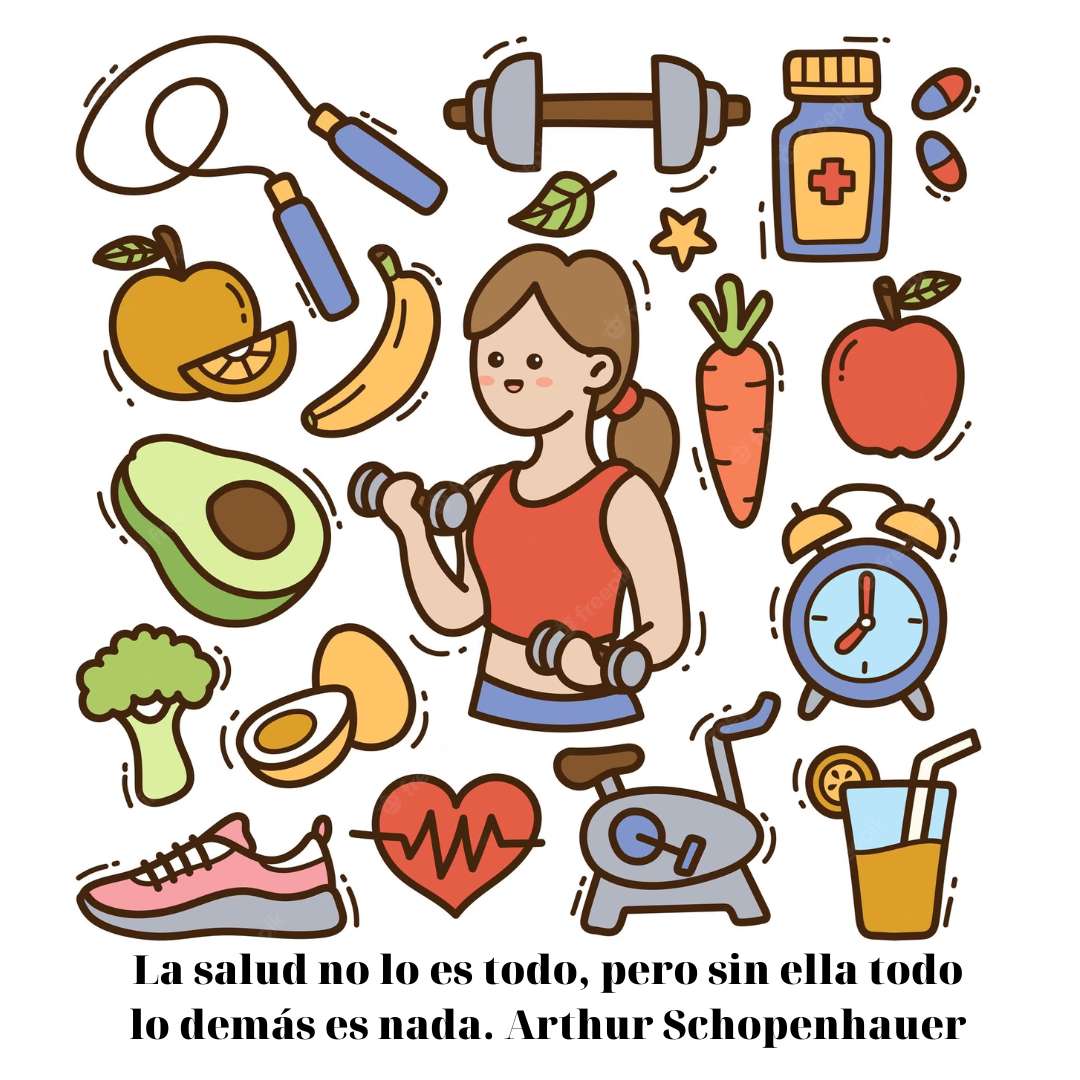 La salud no lo es todo, pero sin ella todo
lo demás es nada. Arthur Schopenhauer